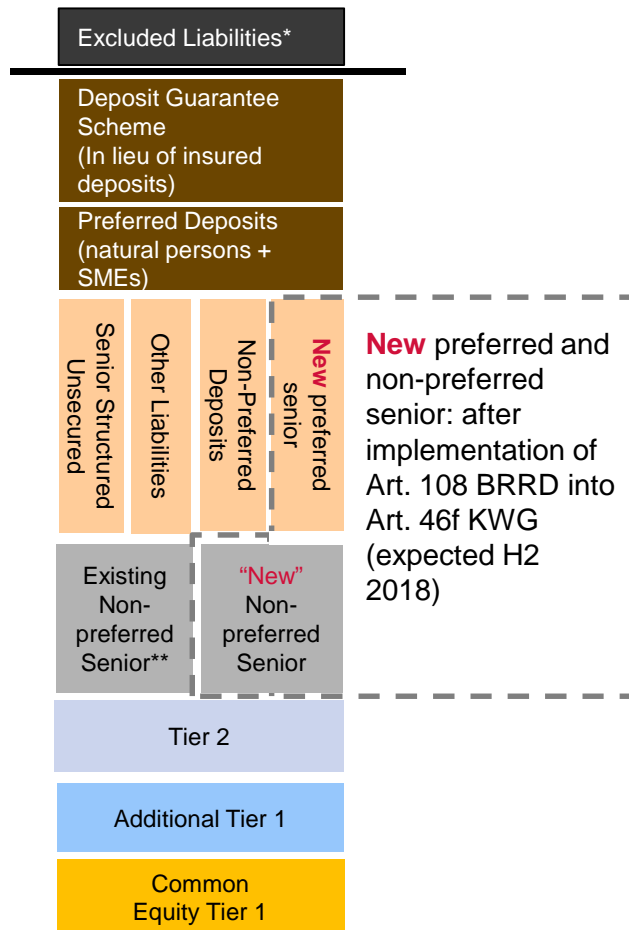 Excluded Liabilities*
Deposit Guarantee
Scheme
(In lieu of insured
deposits)
Preferred Deposits
(natural persons +
SMEs)
Senior Structured
Unsecured
Other Liabilities
Non-Preferred
Deposits
New preferred
senior
New preferred and
non-preferred
senior: after
implementation of
Art. 108 BRRD into
Art. 46f KWG
(expected H2
2018)
Existing
Non-
preferred
Senior**
“New”
Non-
preferred
Senior
Tier 2
Additional Tier 1
Common
Equity Tier 1